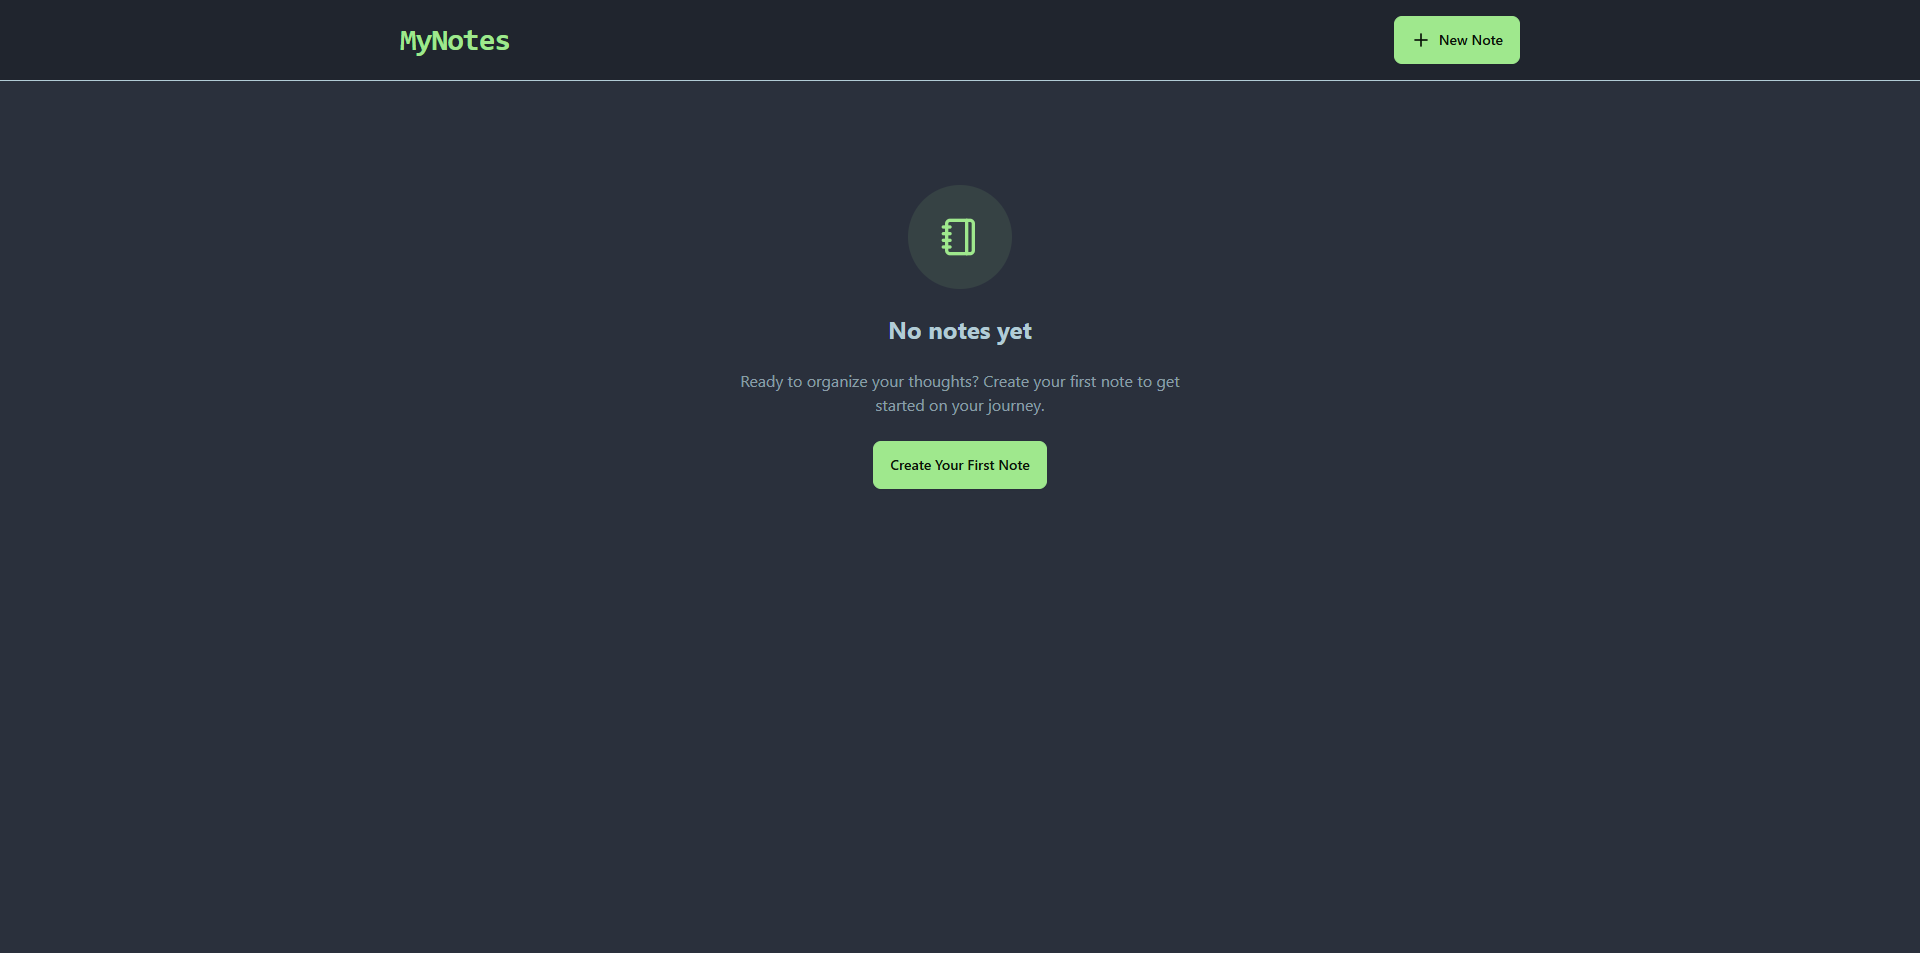 MyNotes
New Note
No notes yet
Ready to organize your thoughts? Create your first note to get
started on your journey.
Create Your First Note